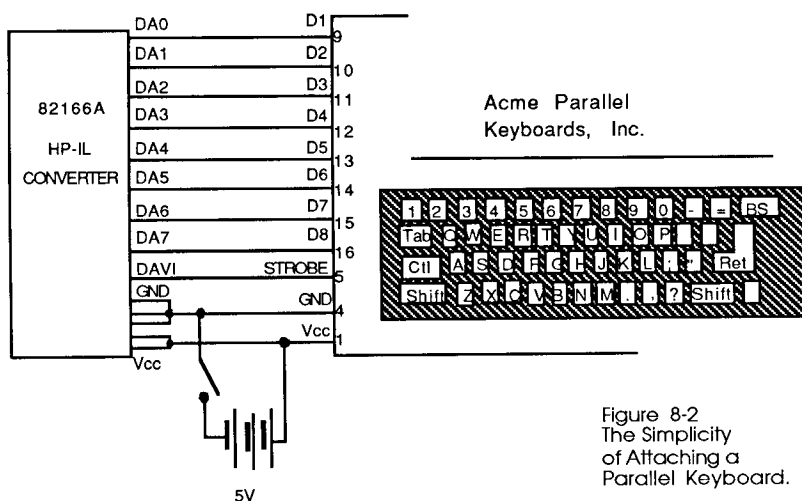 DA0 D1
9
DA1 D2
10
DA2 D3
11
DA3 D4
12
DA4 D5
13
DA5 D6
14
DA6 D7
15
DA7 D8
16
DAVI STROBE
5
GND GND
4
Vcc
1
Vcc
82166A
HP-IL
CONVERTER
5V
Acme Parallel
Keyboards, Inc.
1 2 3 4 5 6 7 8 9 0 - = BS
Tab Q W E R T Y U I O P
Ctl A S D F G H J K L ; " Ret
Shift Z X C V B N M . , ? Shift
Figure 8-2
The Simplicity
of Attaching a
Parallel Keyboard.